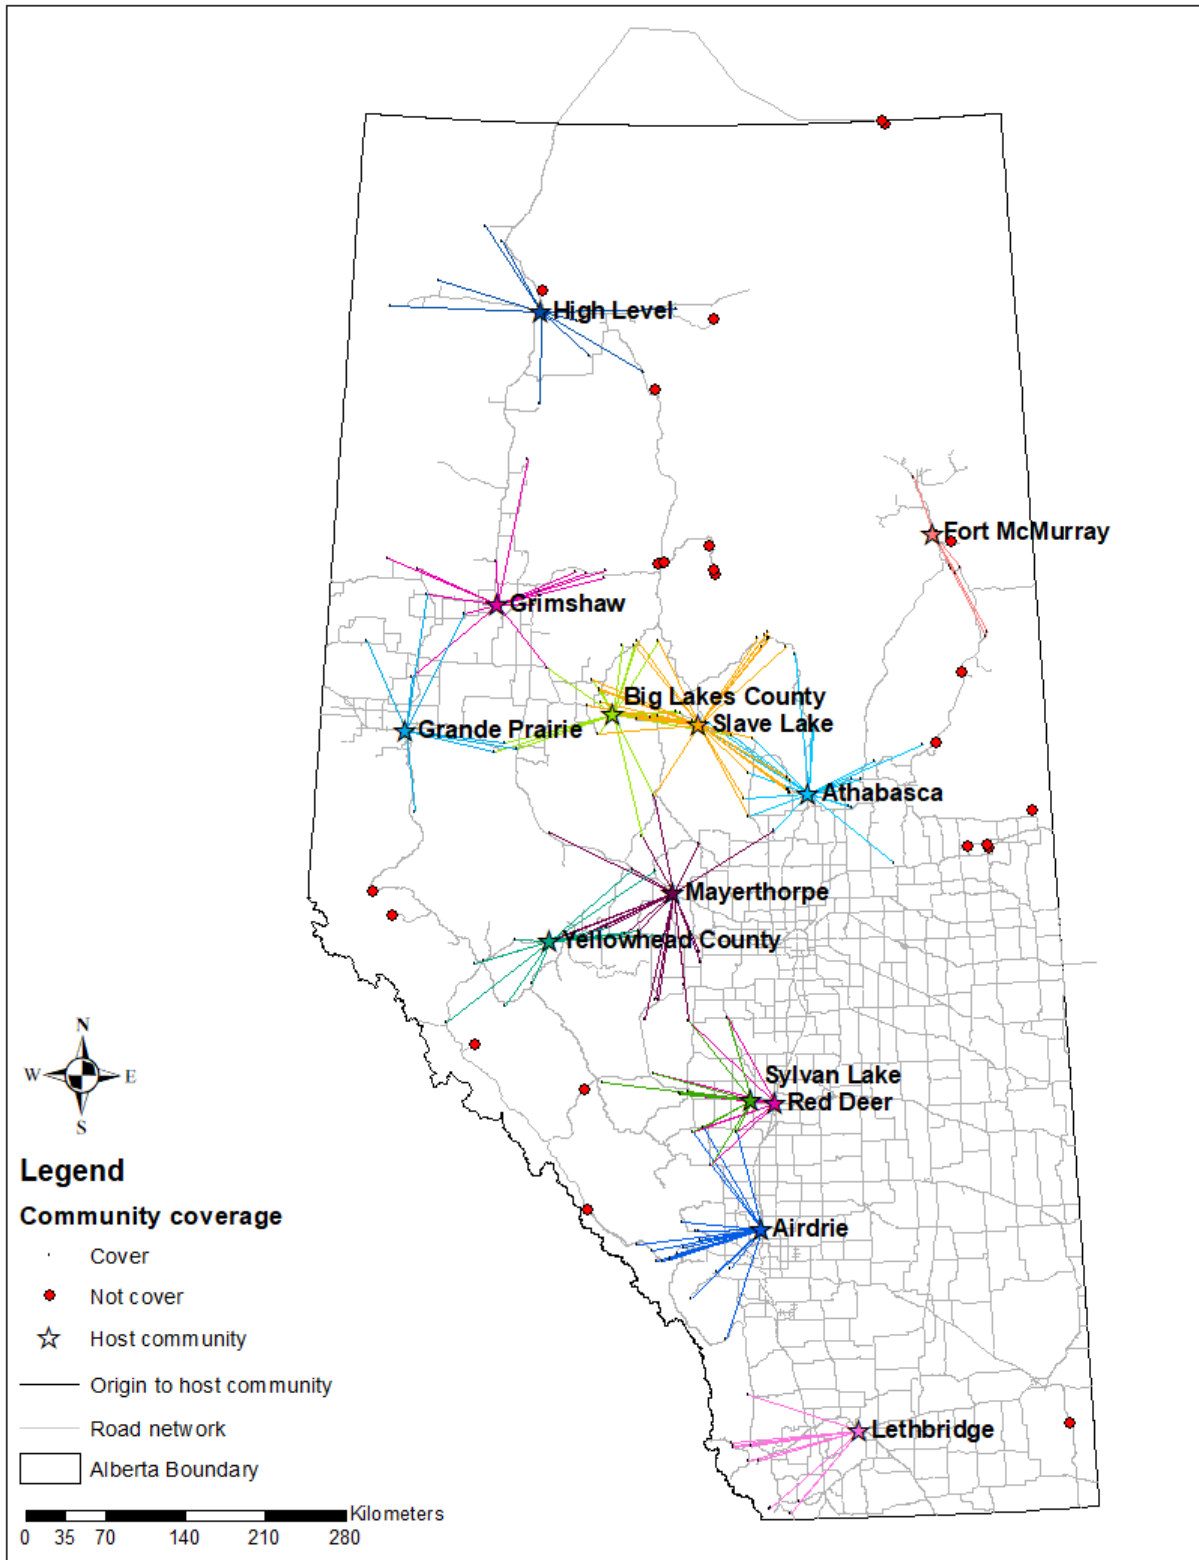 High Level
Fort McMurray
Grimshaw
Big Lakes County
Slave Lake
Grande Prairie
Athabasca
Mayerthorpe
Yellowhead County
N
W
E
S
Sylvan Lake
Red Deer
Airdrie
Lethbridge
Legend
Community coverage
Cover
Not cover
Host community
Origin to host community
Road network
Alberta Boundary
Kilometers
0 35 70 140 210 280